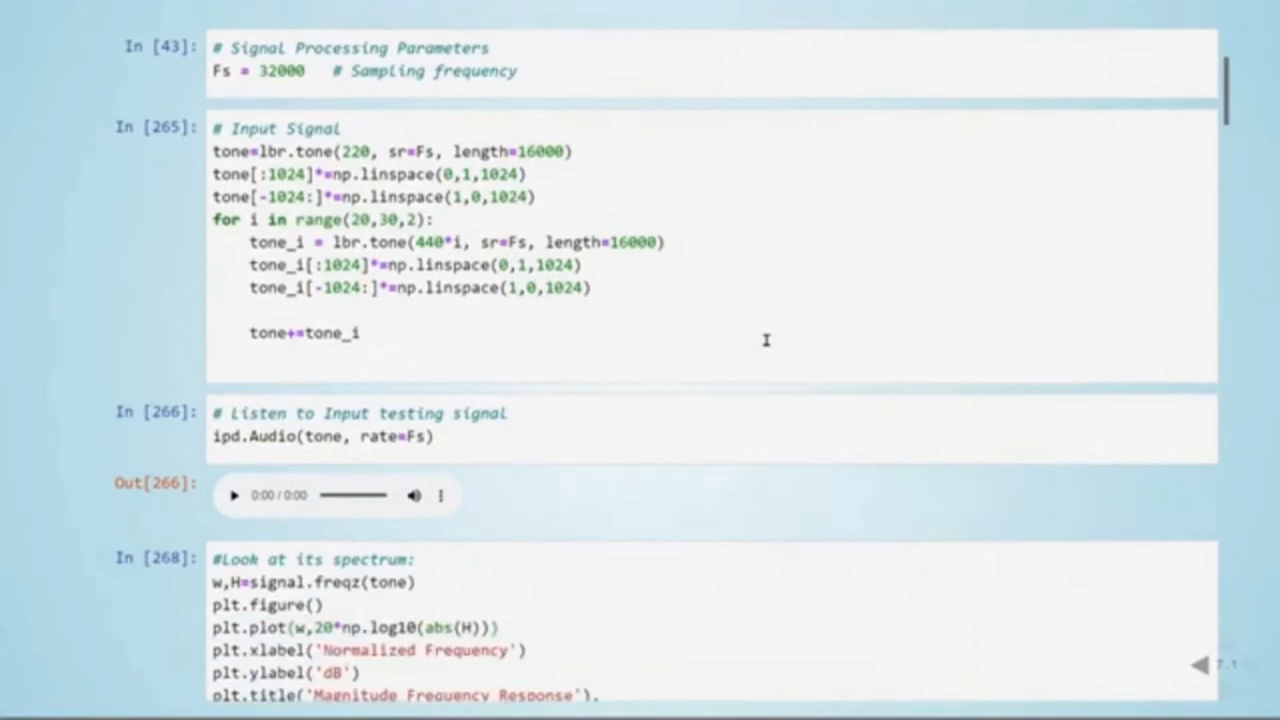 In [43]:
# Signal Processing Parameters
Fs = 32000   # Sampling frequency
In [265]:
# Input Signal
tone=lbr.tone(220, sr=Fs, length=16000)
tone[:1024]*=np.linspace(0,1,1024)
tone[-1024:]*=np.linspace(1,0,1024)
for i in range(20,30,2):
    tone_i = lbr.tone(440*i, sr=Fs, length=16000)
    tone_i[:1024]*=np.linspace(0,1,1024)
    tone_i[-1024:]*=np.linspace(1,0,1024)
    tone+=tone_i
In [266]:
# Listen to Input testing signal
ipd.Audio(tone, rate=Fs)
Out[266]:
0:00 / 0:00
In [268]:
#Look at its spectrum:
w,H=signal.freqz(tone)
plt.figure()
plt.plot(w,20*np.log10(abs(H)))
plt.xlabel('Normalized Frequency')
plt.ylabel('dB')
plt.title('Magnitude Frequency Response'),
7.1